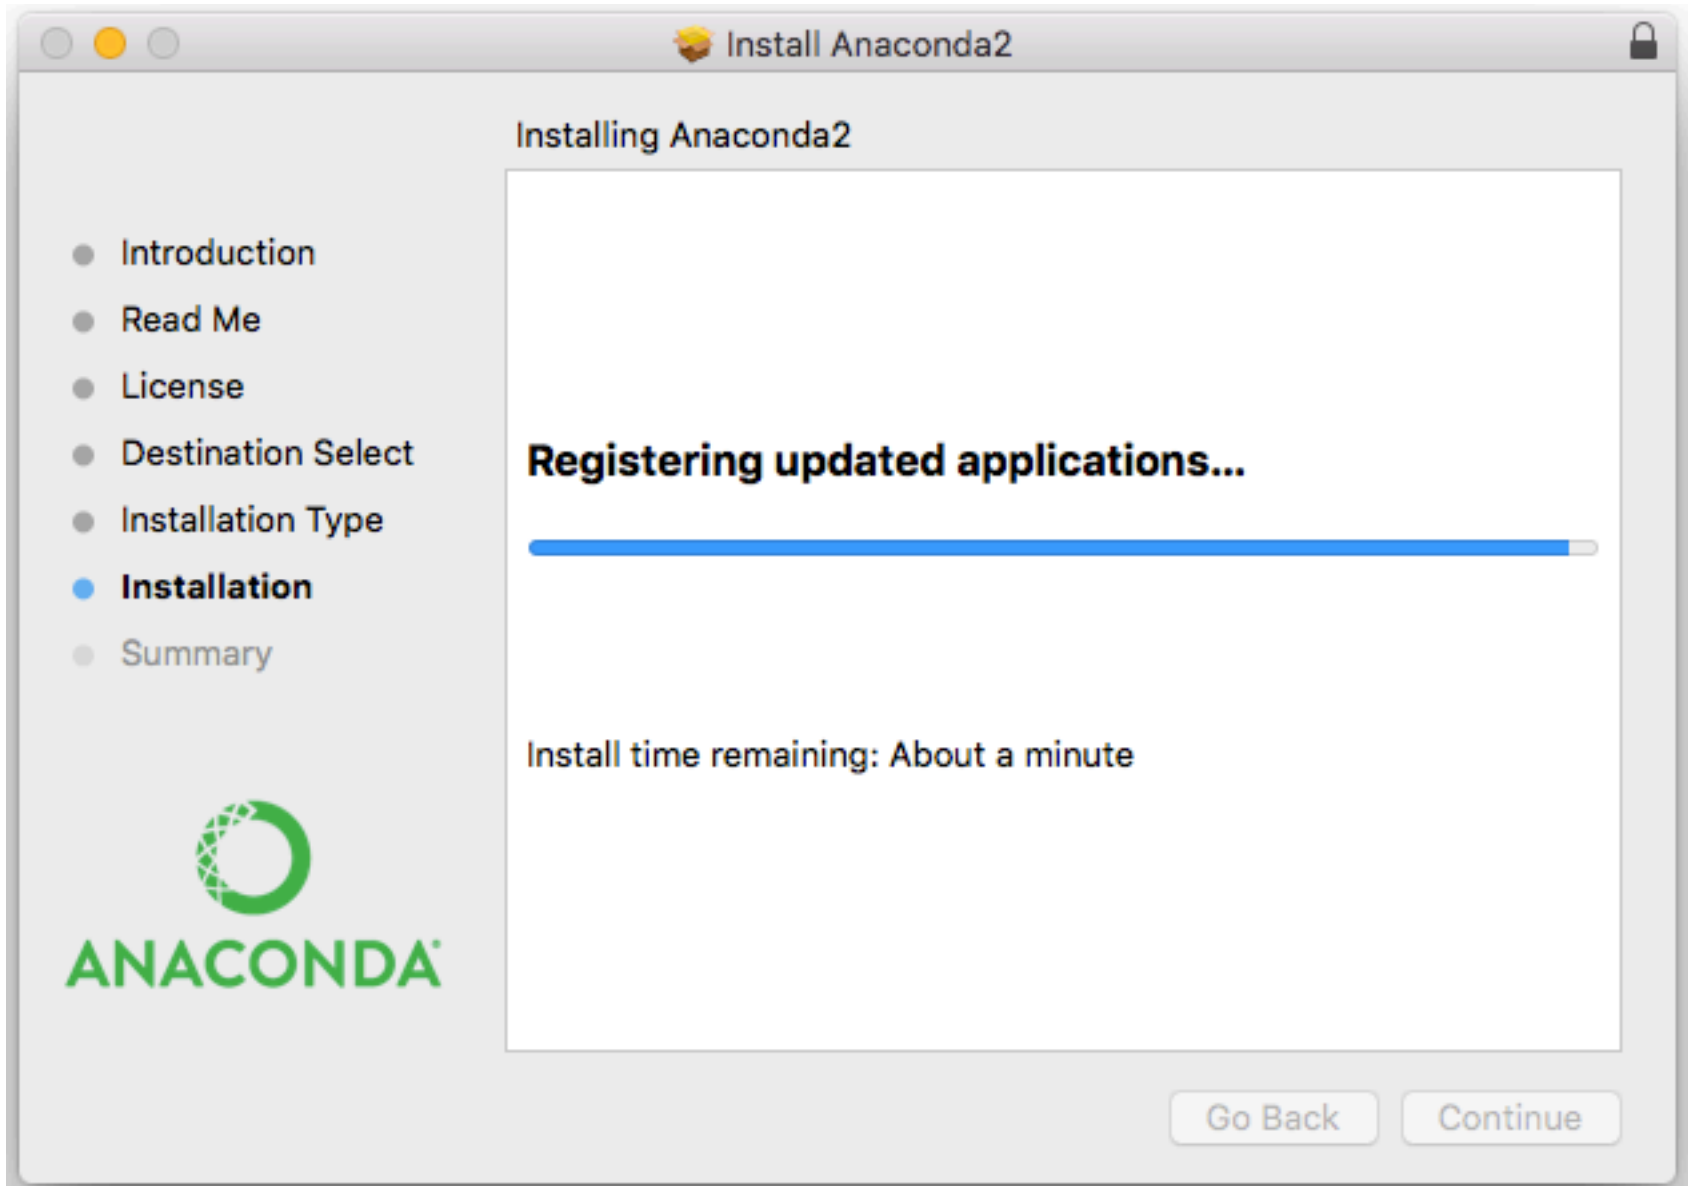 Install Anaconda2
Installing Anaconda2
Introduction
Read Me
License
Destination Select
Installation Type
Installation
Summary
Registering updated applications...
Install time remaining: About a minute
ANACONDA
Go Back
Continue